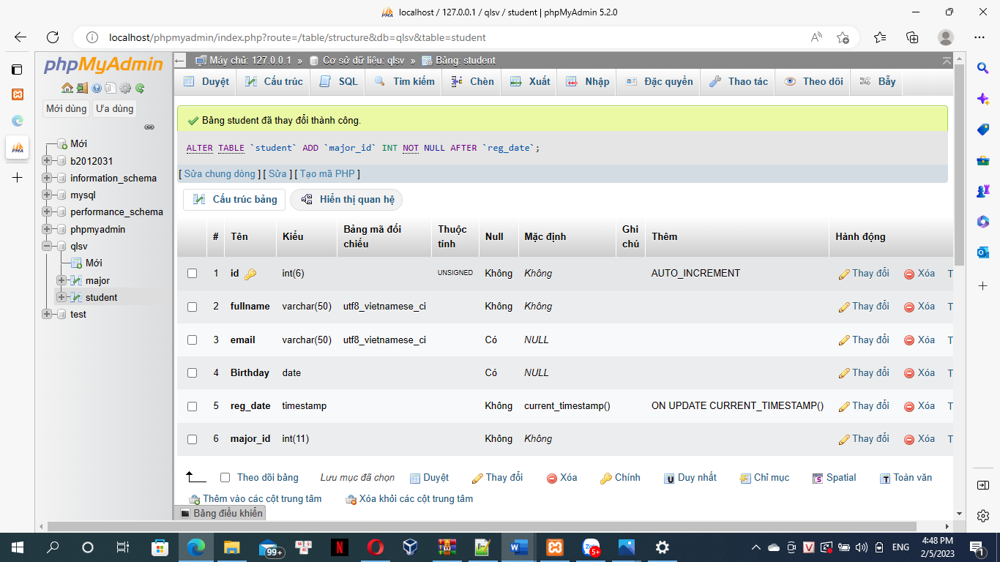 localhost / 127.0.0.1 / qlsv / student | phpMyAdmin 5.2.0
localhost/phpmyadmin/index.php?route=/table/structure&db=qlsv&table=student
phpMyAdmin
Mới dùng Ưa dùng
Mới
b2012031
information_schema
mysql
performance_schema
phpmyadmin
qlsv
Mới
major
student
test
Máy chủ: 127.0.0.1 » Cơ sở dữ liệu: qlsv » Bảng: student
Duyệt Cấu trúc SQL Tìm kiếm Chèn Xuất Nhập Đặc quyền Thao tác Theo dõi Bẫy
Bảng student đã thay đổi thành công.
ALTER TABLE `student` ADD `major_id` INT NOT NULL AFTER `reg_date`;
[ Sửa chung dòng ] [ Sửa ] [ Tạo mã PHP ]
Cấu trúc bảng Hiển thị quan hệ
# Tên Kiểu Bảng mã đối chiếu Thuộc tính Null Mặc định Ghi chú Thêm Hành động
1 id int(6) UNSIGNED Không Không AUTO_INCREMENT Thay đổi Xóa T
2 fullname varchar(50) utf8_vietnamese_ci Không Không Thay đổi Xóa T
3 email varchar(50) utf8_vietnamese_ci Có NULL Thay đổi Xóa T
4 Birthday date Có NULL Thay đổi Xóa T
5 reg_date timestamp Không current_timestamp() ON UPDATE CURRENT_TIMESTAMP() Thay đổi Xóa T
6 major_id int(11) Không Không Thay đổi Xóa T
Theo dõi bảng Lưu mục đã chọn Duyệt Thay đổi Xóa Chính Duy nhất Chỉ mục Spatial Toàn văn
Thêm vào các cột trung tâm Xóa khỏi các cột trung tâm
Bảng điều khiển
99+
5+
ENG
4:48 PM
2/5/2023
1